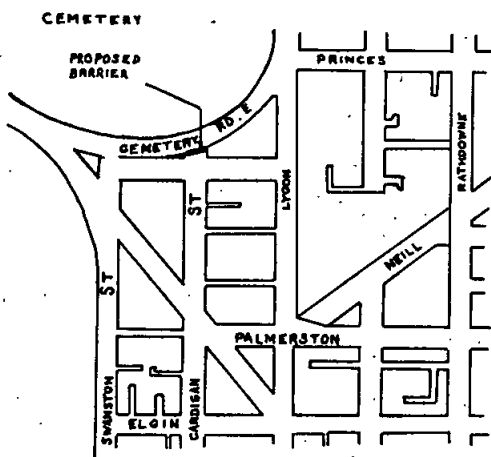 CEMETERY
PROPOSED
BARRIER
PRINCES
CEMETERY RD. E
RATHDOWNE
LYGON
ST
NEILL
ST
PALMERSTON
SWANSTON
CARDIGAN
ELGIN